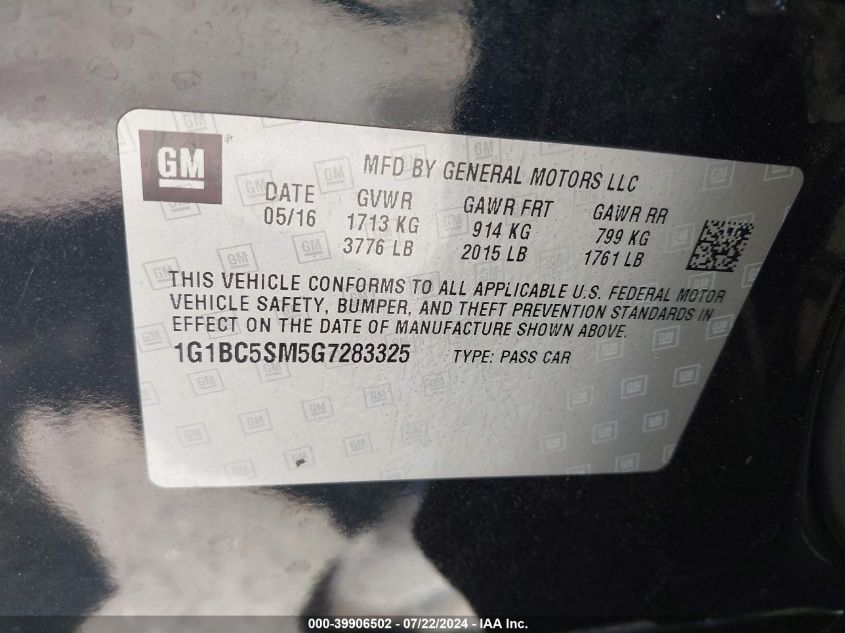 GM
MFD BY GENERAL MOTORS LLC
DATE GVWR GAWR FRT GAWR RR
05/16 1713 KG 914 KG 799 KG
3776 LB 2015 LB 1761 LB
THIS VEHICLE CONFORMS TO ALL APPLICABLE U.S. FEDERAL MOTOR
VEHICLE SAFETY, BUMPER, AND THEFT PREVENTION STANDARDS IN
EFFECT ON THE DATE OF MANUFACTURE SHOWN ABOVE.
1G1BC5SM5G7283325 TYPE: PASS CAR
000-39906502 - 07/22/2024 - IAA Inc.